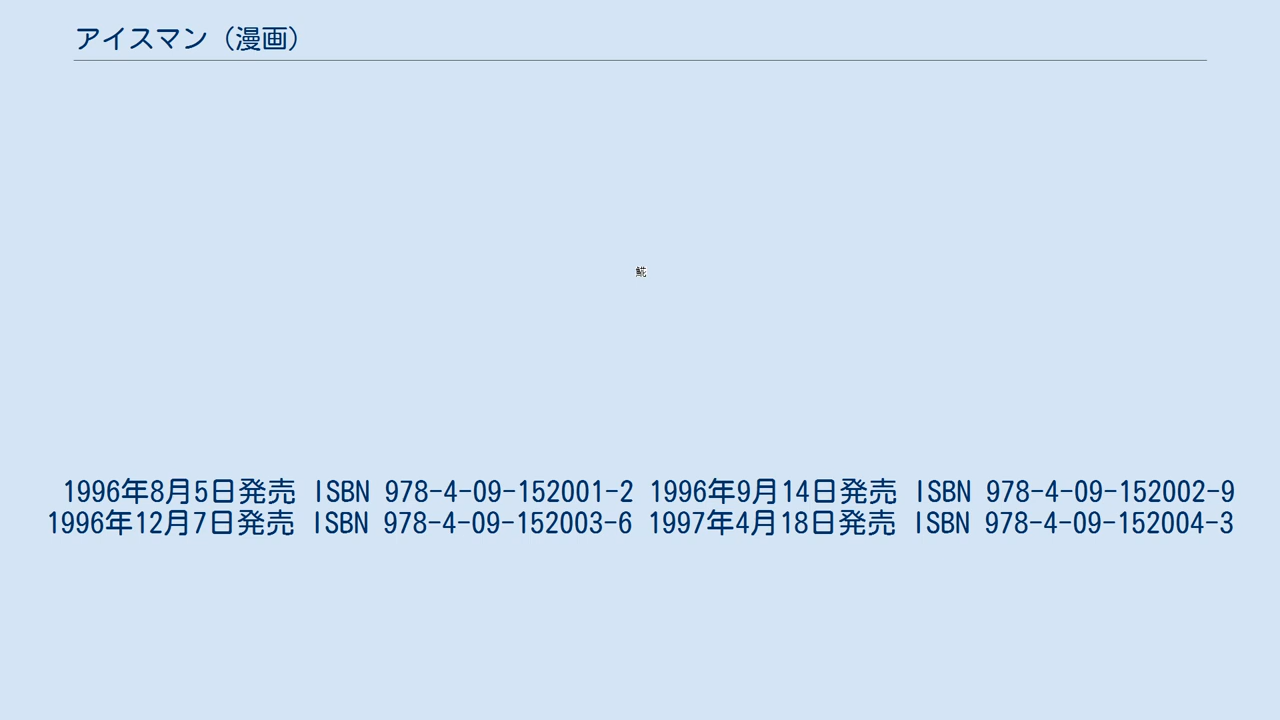 アイスマン（漫画）
1996年8月5日発売 ISBN 978-4-09-152001-2 1996年9月14日発売 ISBN 978-4-09-152002-9
1996年12月7日発売 ISBN 978-4-09-152003-6 1997年4月18日発売 ISBN 978-4-09-152004-3